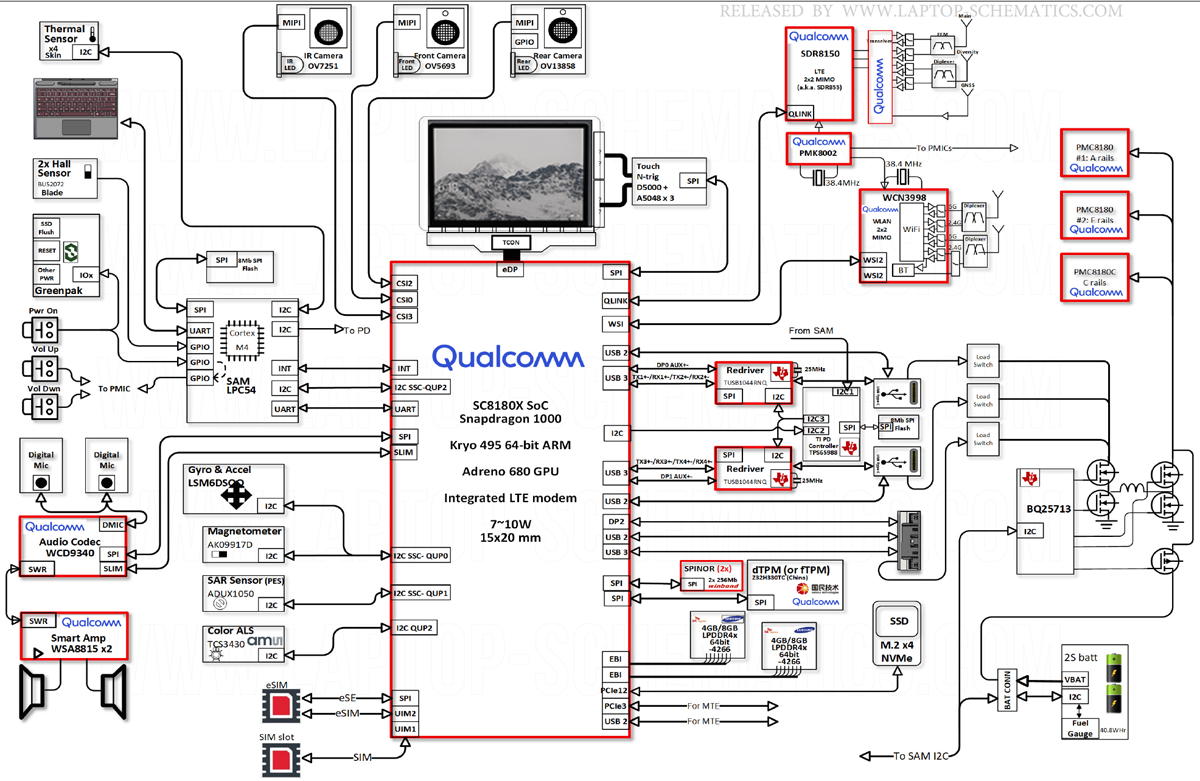 RELEASED BY WWW.LAPTOP-SCHEMATICS.COM
Thermal
Sensor
x4
Skin
I2C
MIPI
IR
LED
IR Camera
OV7251
MIPI
Front
LED
Front Camera
OV5693
MIPI
GPIO
Rear
LED
Rear Camera
OV13858
Qualcomm
SDR8150
LTE
2x2 MIMO
(a.k.a. SDR855)
QLINK
Qualcomm
Main
Diversity
Diplexer
GNSS
Qualcomm
PMK8002
To PMICs
38.4MHz
38.4 MHz
WCN3998
Qualcomm
WLAN
2x2
MIMO
WiFi
WSI2
WSI2
BT
5G
2.4G
5G
2.4G
Diplexer
Diplexer
PMC8180
#1: A rails
Qualcomm
PMC8180
#2: E rails
Qualcomm
PMC8180C
C rails
Qualcomm
2x Hall
Sensor
BU52072
Blade
SSD
Flush
RESET
Other
PWR
IOx
Greenpak
Pwr On
Vol Up
Vol Dwn
To PMIC
SPI
8Mb SPI
Flash
SPI
UART
GPIO
GPIO
GPIO
Cortex
M4
SAM
LPC54
I2C
I2C
INT
I2C
UART
To PD
Touch
N-trig
D5000 +
A5048 x 3
SPI
TCON
eDP
CSI2
CSI0
CSI3
INT
I2C SSC-QUP2
UART
SPI
SLIM
I2C SSC- QUP0
I2C SSC- QUP1
I2C QUP2
SPI
UIM2
UIM1
Qualcomm
SC8180X SoC
Snapdragon 1000
Kryo 495 64-bit ARM
Adreno 680 GPU
Integrated LTE modem
7~10W
15x20 mm
SPI
QLINK
WSI
USB 2
USB 3
I2C
USB 3
USB 2
DP2
USB 2
USB 3
SPI
SPI
EBI
EBI
PCIe12
PCIe3
USB 2
From SAM
DP0 AUX+-
TX1+-/RX1+-/TX2+-/RX2+-
Redriver
TUSB1044RNQ
SPI
I2C
25MHz
I2C1
I2C3
I2C2
SPI
TI PD
Controller
TPS65988
SPI
8Mb SPI
Flash
TX3+-/RX3+-/TX4+-/RX4+-
DP1 AUX+-
SPI
I2C
Redriver
TUSB1044RNQ
25MHz
Load
Switch
Load
Switch
Load
Switch
BQ25713
I2C
Digital
Mic
Digital
Mic
Qualcomm
DMIC
Audio Codec
WCD9340
SPI
SWR
SLIM
SWR
Qualcomm
Smart Amp
WSA8815 x2
Gyro & Accel
I2C
Magnetometer
AK09917D
I2C
SAR Sensor (PES)
ADUX1050
I2C
Color ALS
TCS3430
amu
I2C
eSIM
eSE
eSIM
SIM slot
SIM
SPINOR (2x)
SPI
2x 256Mb
winbond
dTPM (or fTPM)
Z32H330TC (China)
国民技术
SPI
Qualcomm
4GB/8GB
LPDDR4x
64bit
-4266
4GB/8GB
LPDDR4x
64bit
-4266
SSD
M.2 x4
NVMe
For MTE
For MTE
BAT CONN
2S batt
VBAT
I2C
Fuel
Gauge
40.8WHr
To SAM I2C